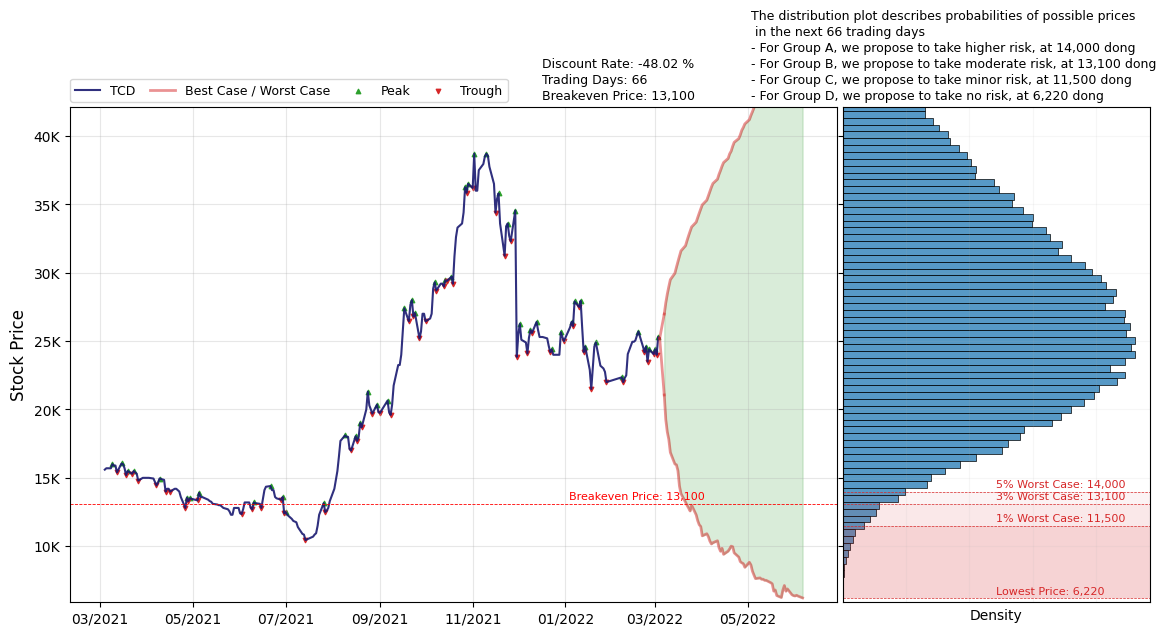 The distribution plot describes probabilities of possible prices
in the next 66 trading days
- For Group A, we propose to take higher risk, at 14,000 dong
- For Group B, we propose to take moderate risk, at 13,100 dong
- For Group C, we propose to take minor risk, at 11,500 dong
- For Group D, we propose to take no risk, at 6,220 dong
Discount Rate: -48.02 %
Trading Days: 66
Breakeven Price: 13,100
TCD Best Case / Worst Case Peak Trough
40K
35K
30K
25K
20K
15K
10K
Stock Price
Breakeven Price: 13,100
5% Worst Case: 14,000
3% Worst Case: 13,100
1% Worst Case: 11,500
Lowest Price: 6,220
03/2021 05/2021 07/2021 09/2021 11/2021 01/2022 03/2022 05/2022
Density